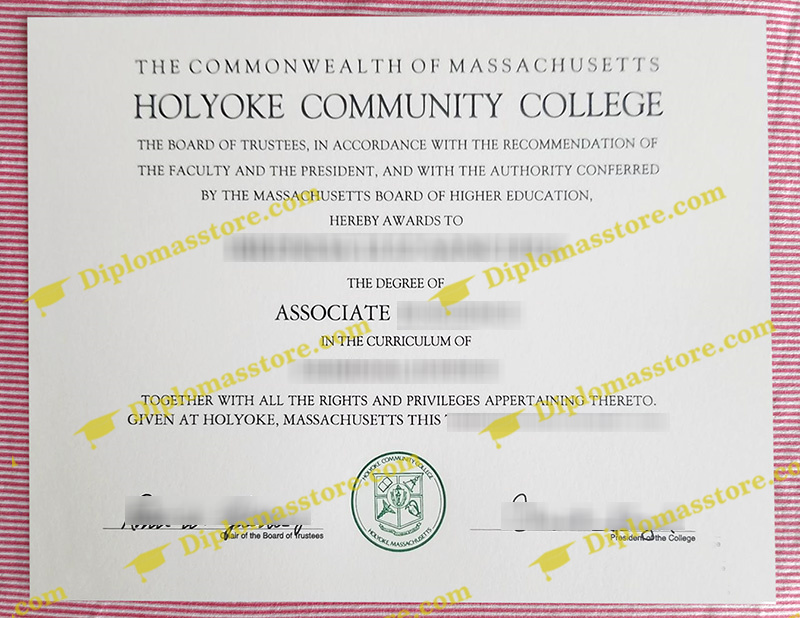 THE COMMONWEALTH OF MASSACHUSETTS
HOLYOKE COMMUNITY COLLEGE
THE BOARD OF TRUSTEES, IN ACCORDANCE WITH THE RECOMMENDATION OF
THE FACULTY AND THE PRESIDENT, AND WITH THE AUTHORITY CONFERRED
BY THE MASSACHUSETTS BOARD OF HIGHER EDUCATION,
HEREBY AWARDS TO
Diplomasstore.com
Diplomasstore.com
THE DEGREE OF
ASSOCIATE
IN THE CURRICULUM OF
Diplomasstore.com
Diplomasstore.com
TOGETHER WITH ALL THE RIGHTS AND PRIVILEGES APPERTAINING THERETO.
GIVEN AT HOLYOKE, MASSACHUSETTS THIS
HOLYOKE COMMUNITY COLLEGE
HOLYOKE, MASSACHUSETTS
Chair of the Board of Trustees
President of the College
Diplomasstore.com
Diplomasstore.com
.com
.com